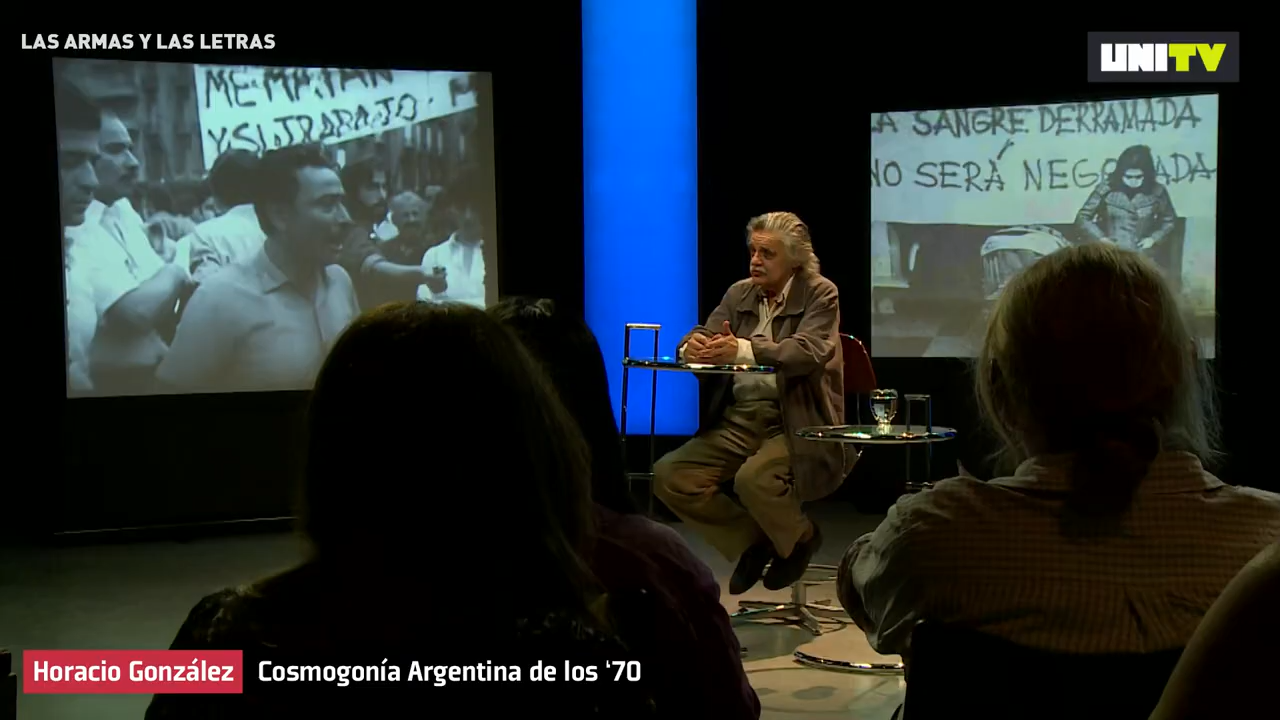 LAS ARMAS Y LAS LETRAS
UNITV
ME MATAN
Y SI TRABAJO
LA SANGRE DERRAMADA
NO SERÁ NEGOCIADA
Horacio González
Cosmogonía Argentina de los ‘70